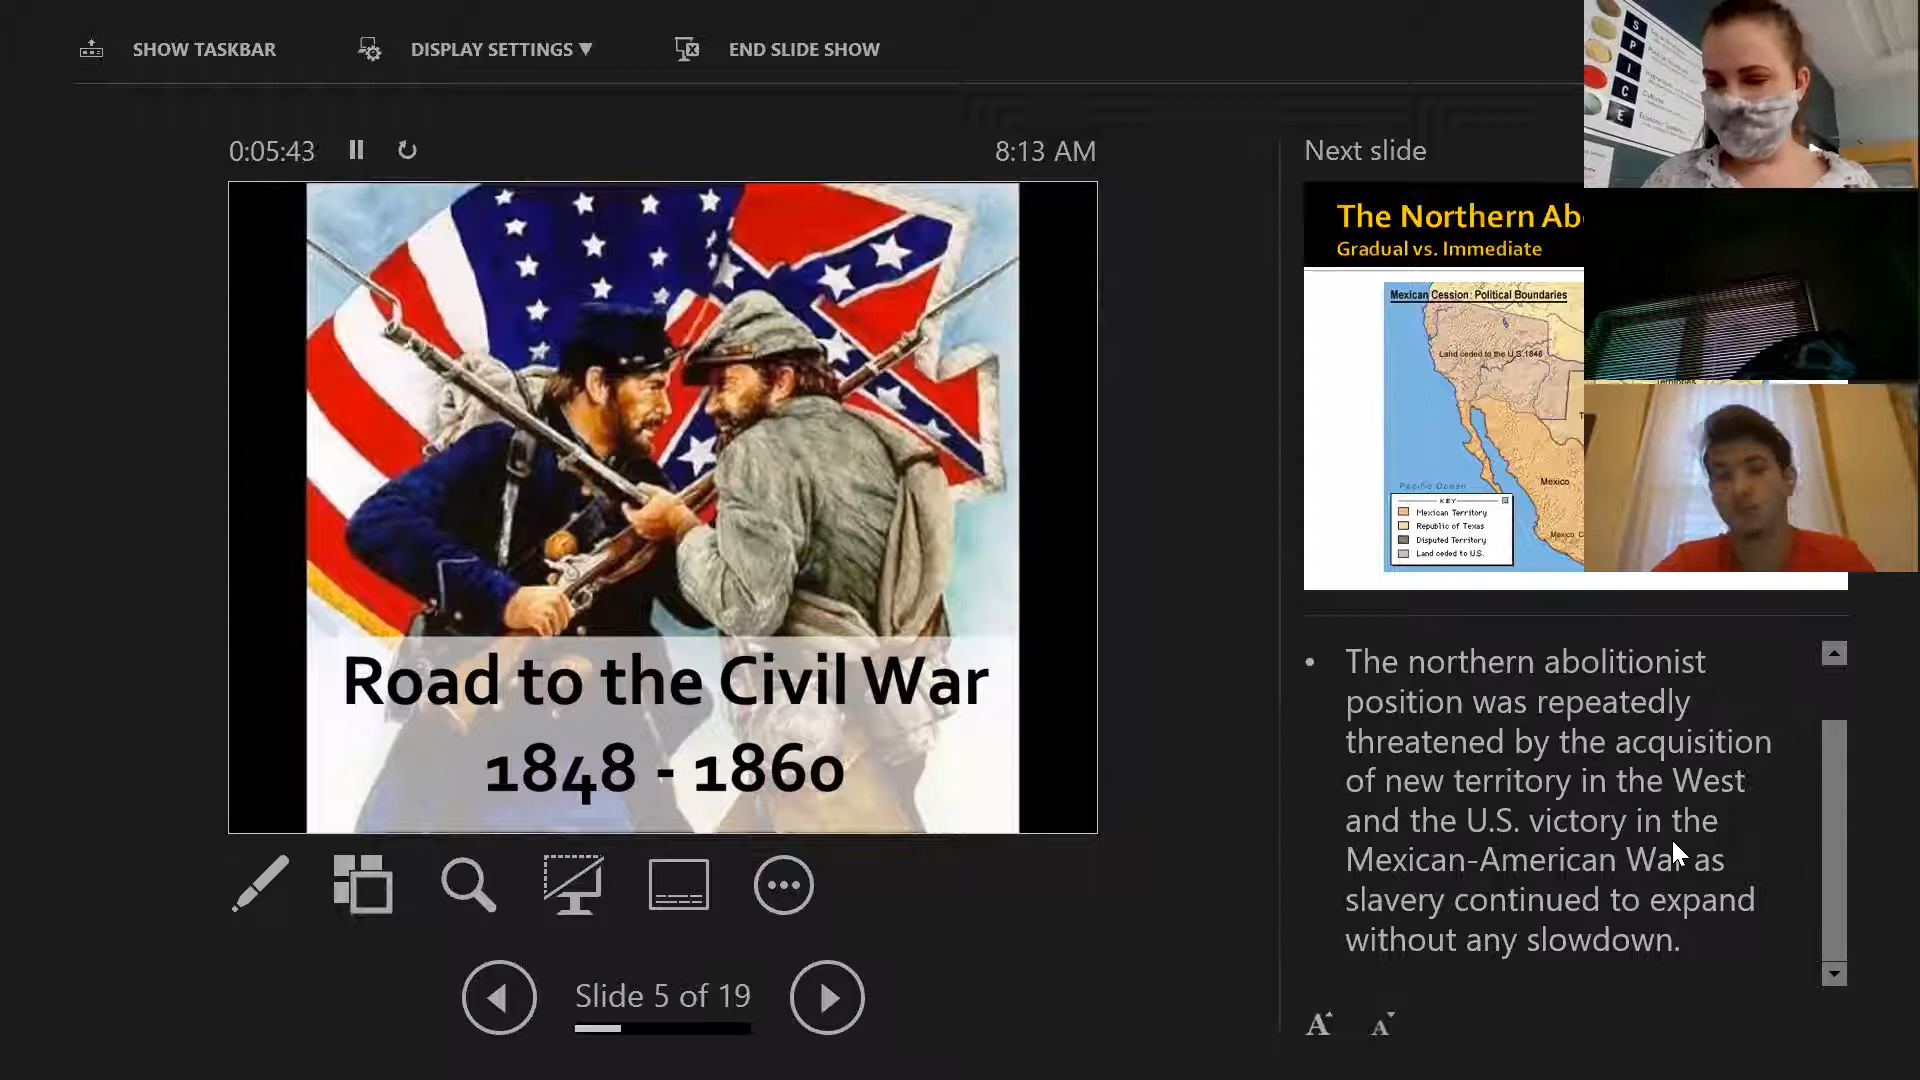 SHOW TASKBAR
DISPLAY SETTINGS ▼
END SLIDE SHOW
0:05:43
8:13 AM
Next slide
Road to the Civil War
1848 - 1860
Slide 5 of 19
The Northern Ab
Gradual vs. Immediate
Mexican Cession: Political Boundaries
Land ceded to the U.S. 1848
Pacific Ocean
Mexico
KEY
Mexican Territory
Republic of Texas
Disputed Territory
Land ceded to U.S.
• The northern abolitionist
position was repeatedly
threatened by the acquisition
of new territory in the West
and the U.S. victory in the
Mexican-American War as
slavery continued to expand
without any slowdown.
A A
S
P
I
C
E